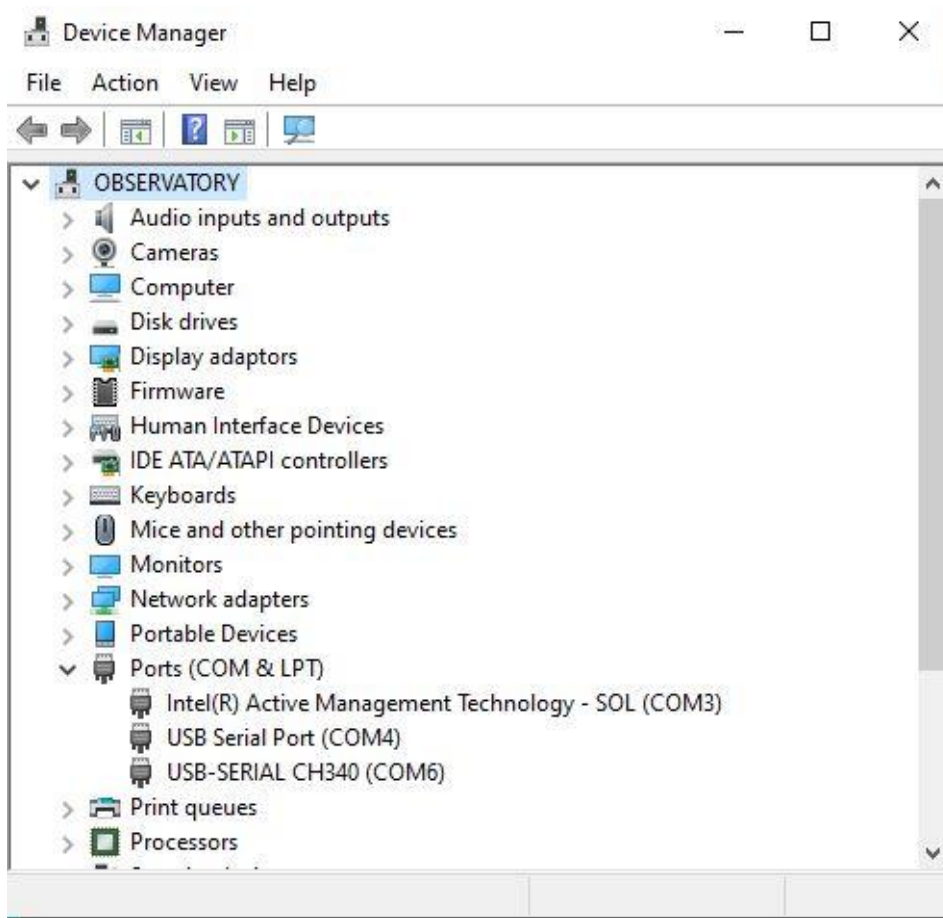 Device Manager
File Action View Help
OBSERVATORY
Audio inputs and outputs
Cameras
Computer
Disk drives
Display adaptors
Firmware
Human Interface Devices
IDE ATA/ATAPI controllers
Keyboards
Mice and other pointing devices
Monitors
Network adapters
Portable Devices
Ports (COM & LPT)
Intel(R) Active Management Technology - SOL (COM3)
USB Serial Port (COM4)
USB-SERIAL CH340 (COM6)
Print queues
Processors